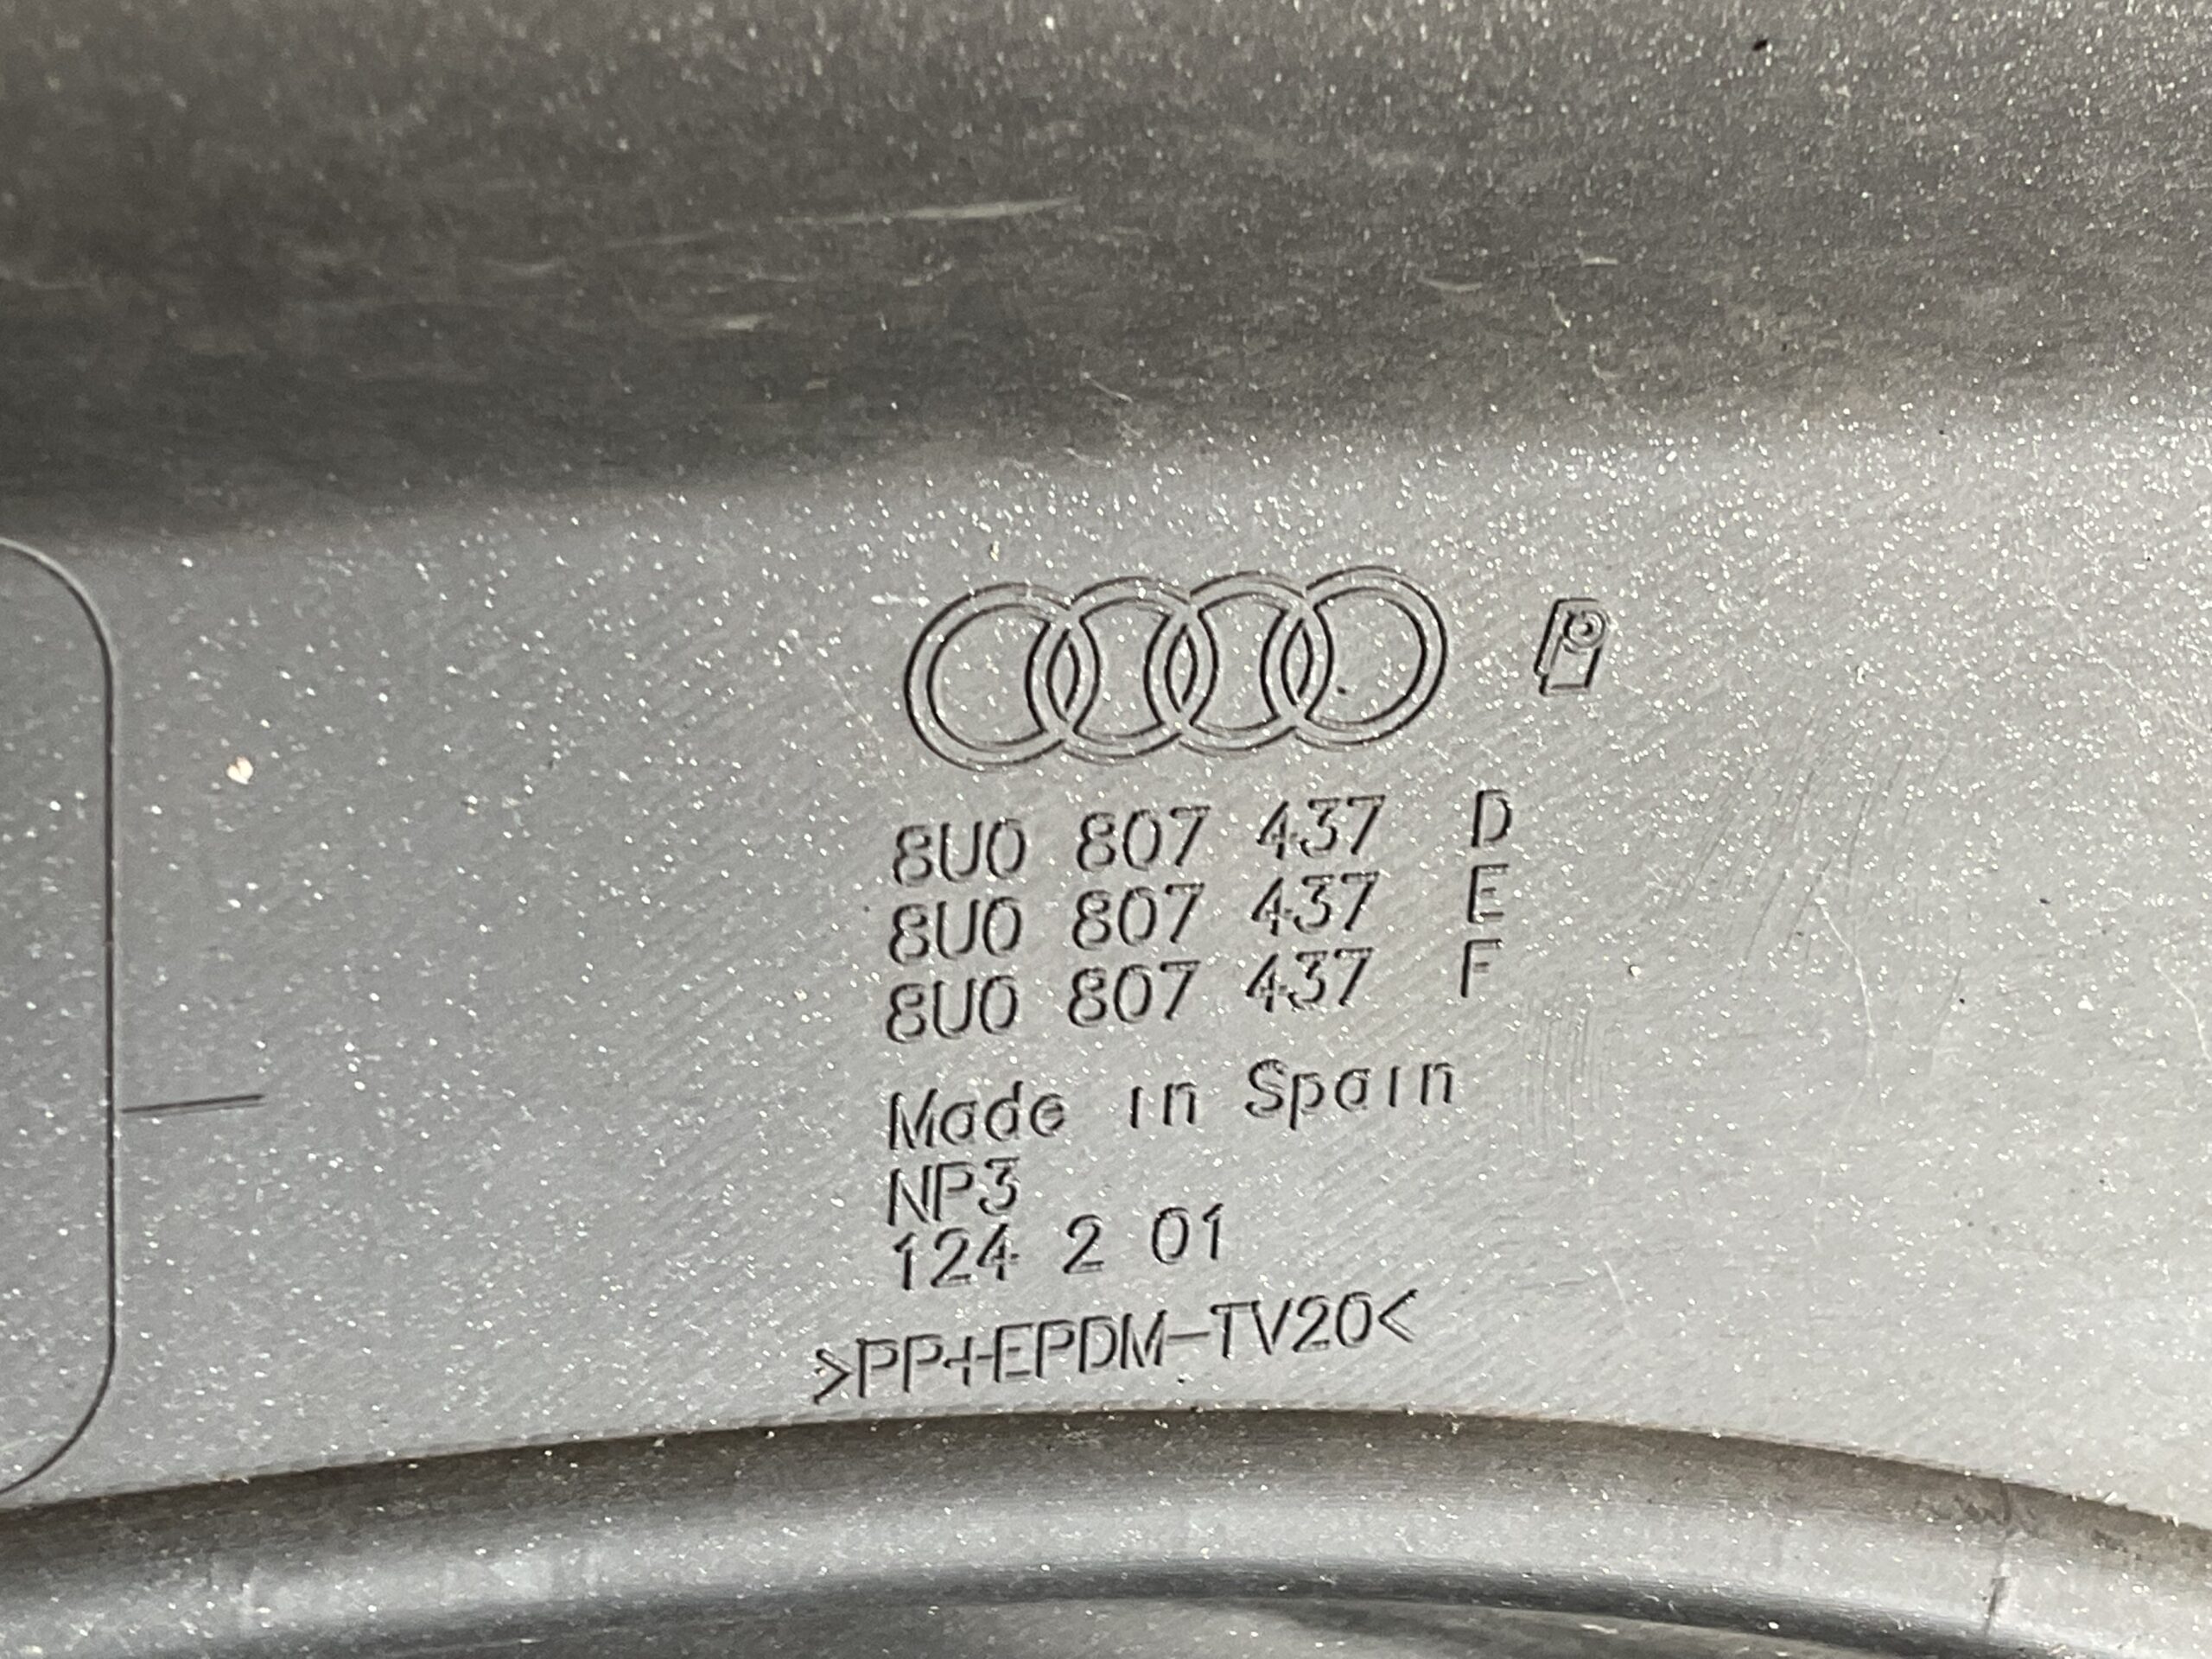 8U0 807 437 D
8U0 807 437 E
8U0 807 437 F
Made in Spain
NP3
124 2 01
>PP+EPDM-TV20<